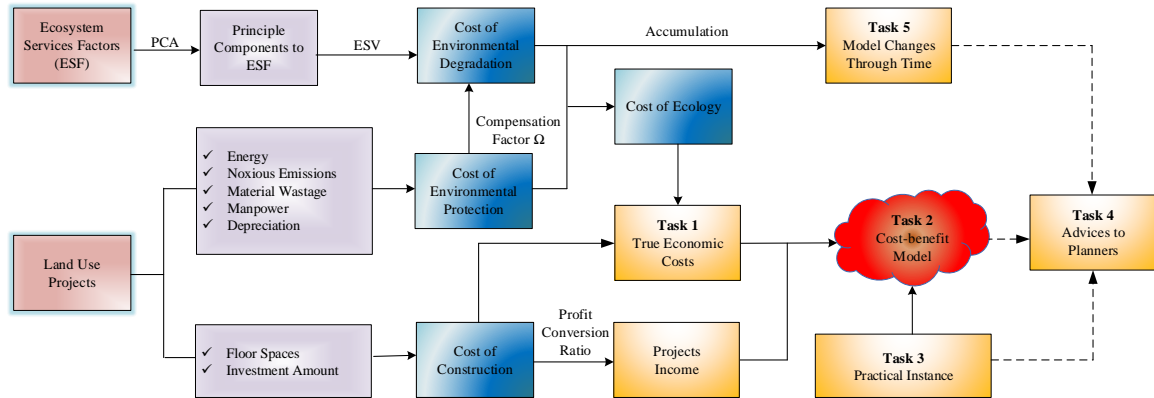 Ecosystem
Services Factors
(ESF)
PCA
Principle
Components to
ESF
ESV
Cost of
Environmental
Degradation
Accumulation
Task 5
Model Changes
Through Time
Cost of Ecology
Compensation
Factor Ω
✓ Energy
✓ Noxious Emissions
✓ Material Wastage
✓ Manpower
✓ Depreciation
Cost of
Environmental
Protection
Task 1
True Economic
Costs
Task 2
Cost-benefit
Model
Task 4
Advices to
Planners
Land Use
Projects
✓ Floor Spaces
✓ Investment Amount
Cost of
Construction
Profit
Conversion
Ratio
Projects
Income
Task 3
Practical Instance